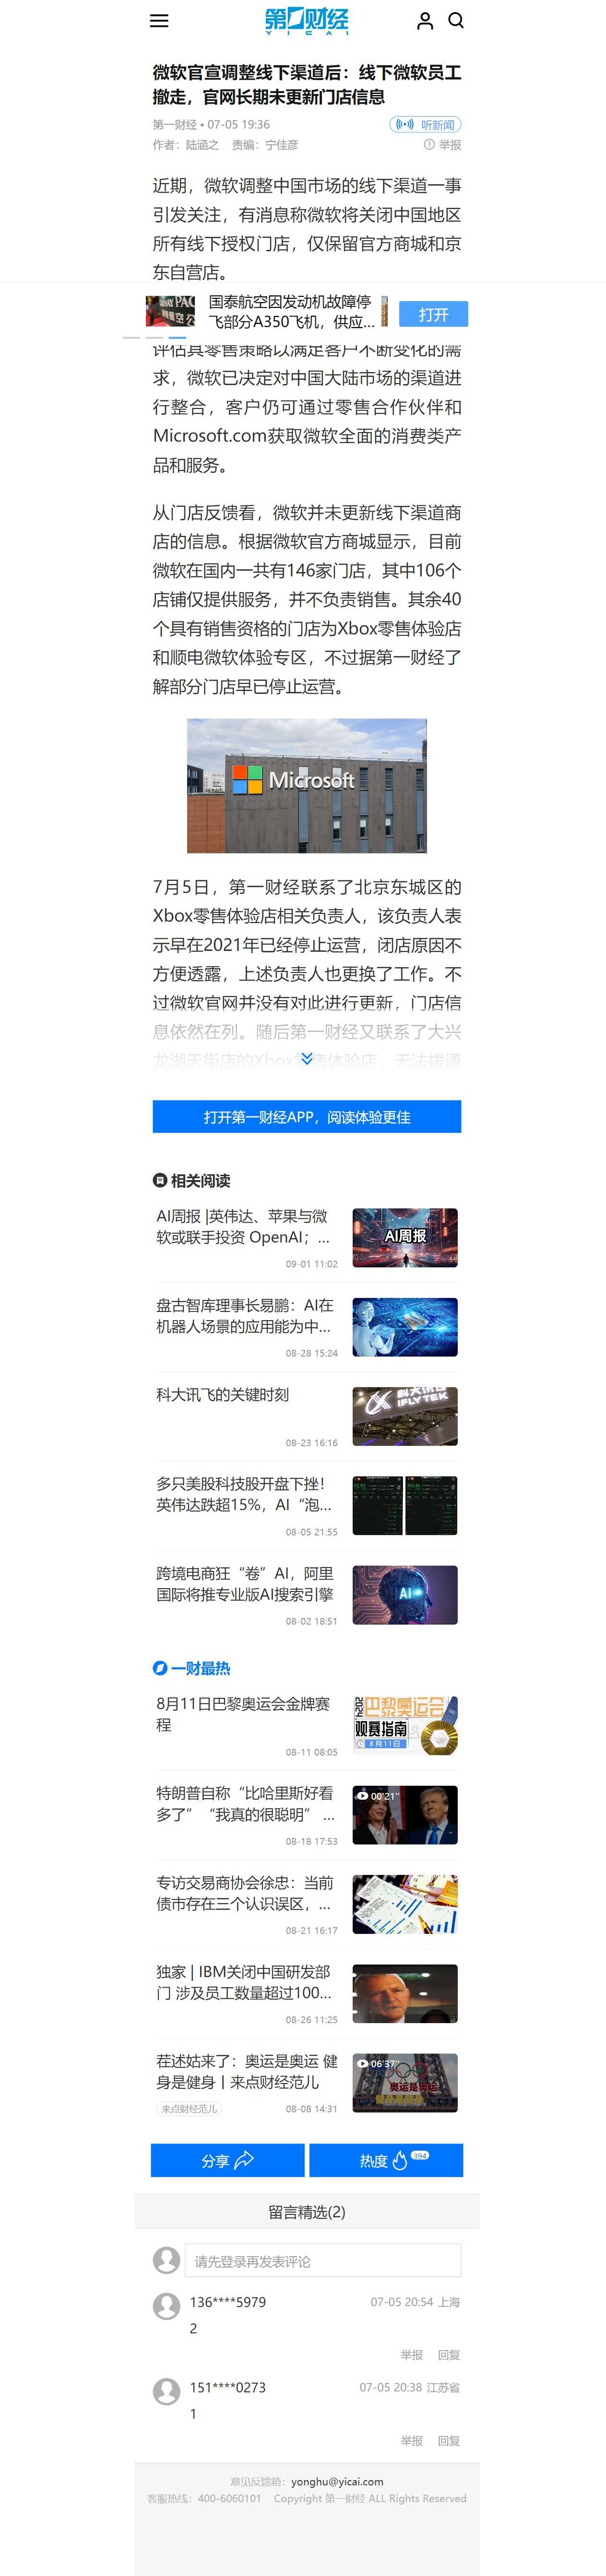 第一财经
YICAI
微软官宣调整线下渠道后：线下微软员工
撤走，官网长期未更新门店信息
第一财经 • 07-05 19:36
听新闻
作者：陆涵之 责编：宁佳彦
举报
近期，微软调整中国市场的线下渠道一事
引发关注，有消息称微软将关闭中国地区
所有线下授权门店，仅保留官方商城和京
东自营店。
国泰航空因发动机故障停
飞部分A350飞机，供应...
打开
评估其零售策略以满足客户不断变化的需
求，微软已决定对中国大陆市场的渠道进
行整合，客户仍可通过零售合作伙伴和
Microsoft.com获取微软全面的消费类产
品和服务。
从门店反馈看，微软并未更新线下渠道商
店的信息。根据微软官方商城显示，目前
微软在国内一共有146家门店，其中106个
店铺仅提供服务，并不负责销售。其余40
个具有销售资格的门店为Xbox零售体验店
和顺电微软体验专区，不过据第一财经了
解部分门店早已停止运营。
Microsoft
7月5日，第一财经联系了北京东城区的
Xbox零售体验店相关负责人，该负责人表
示早在2021年已经停止运营，闭店原因不
方便透露，上述负责人也更换了工作。不
过微软官网并没有对此进行更新，门店信
息依然在列。随后第一财经又联系了大兴
龙湖天街店的Xbox零售体验店，无法拨通
打开第一财经APP，阅读体验更佳
相关阅读
AI周报 |英伟达、苹果与微
软或联手投资 OpenAI；...
AI周报
09-01 11:02
盘古智库理事长易鹏：AI在
机器人场景的应用能为中...
08-28 15:24
科大讯飞的关键时刻
科大讯飞
IFLYTEK
08-23 16:16
多只美股科技股开盘下挫！
英伟达跌超15%，AI“泡...
08-05 21:55
跨境电商狂“卷”AI，阿里
国际将推专业版AI搜索引擎
AI
08-02 18:51
一财最热
8月11日巴黎奥运会金牌赛
程
2024
巴黎奥运会
观赛指南
8月11日
08-11 08:05
特朗普自称“比哈里斯好看
多了”“我真的很聪明” ...
00'21''
08-18 17:53
专访交易商协会徐忠：当前
债市存在三个认识误区，...
08-21 16:17
独家 | IBM关闭中国研发部
门 涉及员工数量超过100...
08-26 11:25
茬述姑来了：奥运是奥运 健
身是健身丨来点财经范儿
06'37''
奥运是奥运
健身是健身
来点财经范儿
08-08 14:31
分享
热度
394
留言精选(2)
请先登录再发表评论
136****5979
07-05 20:54 上海
2
举报 回复
151****0273
07-05 20:38 江苏省
1
举报 回复
意见反馈箱：yonghu@yicai.com
客服热线：400-6060101 Copyright 第一财经 ALL Rights Reserved